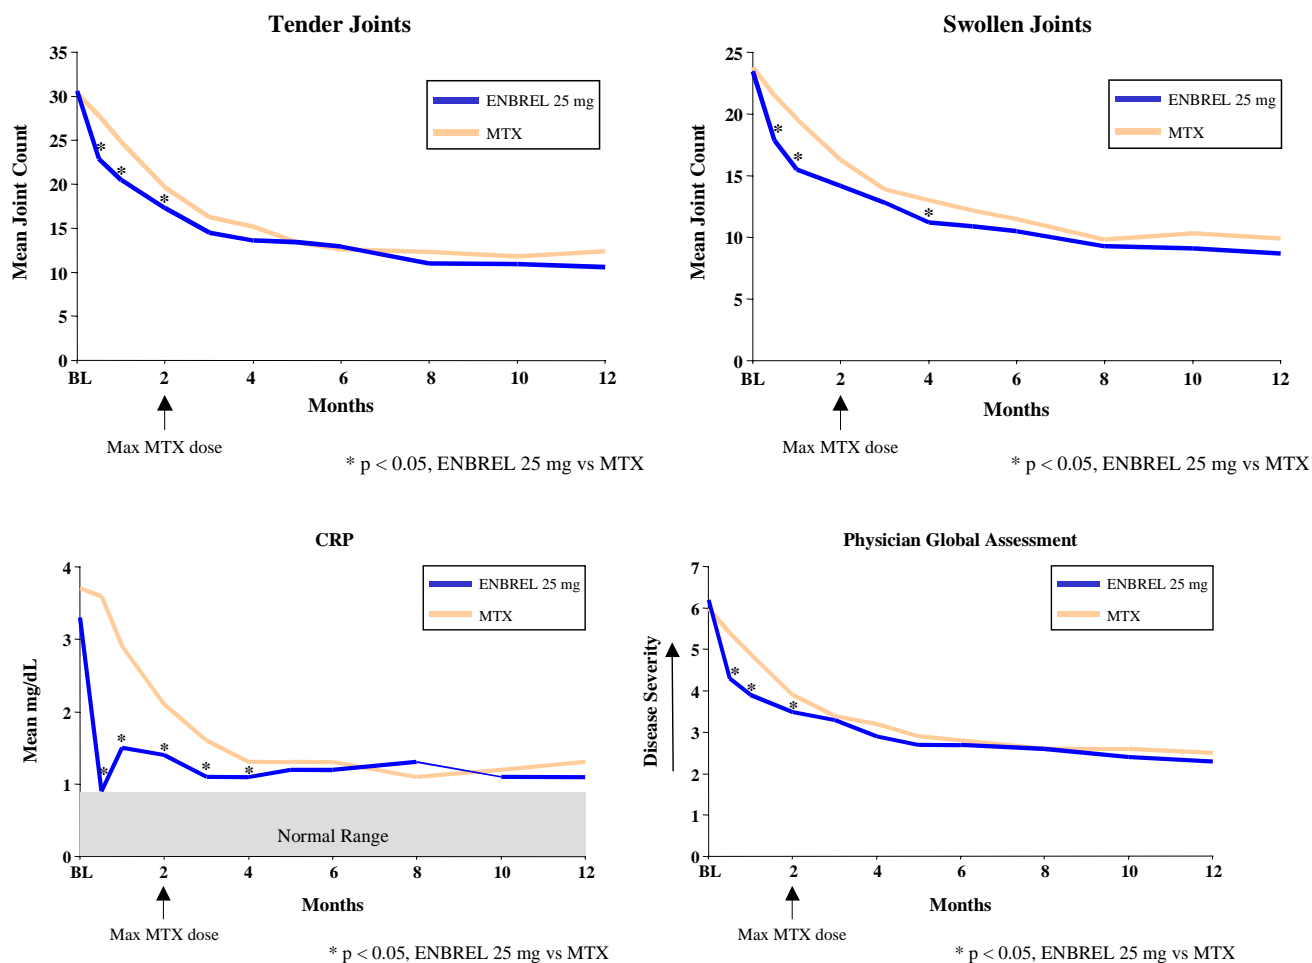 Tender Joints
35
30
25
20
15
10
5
0
Mean Joint Count
ENBREL 25 mg
MTX
*
*
*
BL 2 4 6 8 10 12
Months
Max MTX dose
* p < 0.05, ENBREL 25 mg vs MTX
Swollen Joints
25
20
15
10
5
0
Mean Joint Count
ENBREL 25 mg
MTX
*
*
*
BL 2 4 6 8 10 12
Months
Max MTX dose
* p < 0.05, ENBREL 25 mg vs MTX
CRP
4
3
2
1
0
Mean mg/dL
ENBREL 25 mg
MTX
*
*
*
*
*
Normal Range
BL 2 4 6 8 10 12
Months
Max MTX dose
* p < 0.05, ENBREL 25 mg vs MTX
Physician Global Assessment
7
6
5
4
3
2
1
0
Disease Severity
ENBREL 25 mg
MTX
*
*
*
BL 2 4 6 8 10 12
Months
Max MTX dose
* p < 0.05, ENBREL 25 mg vs MTX